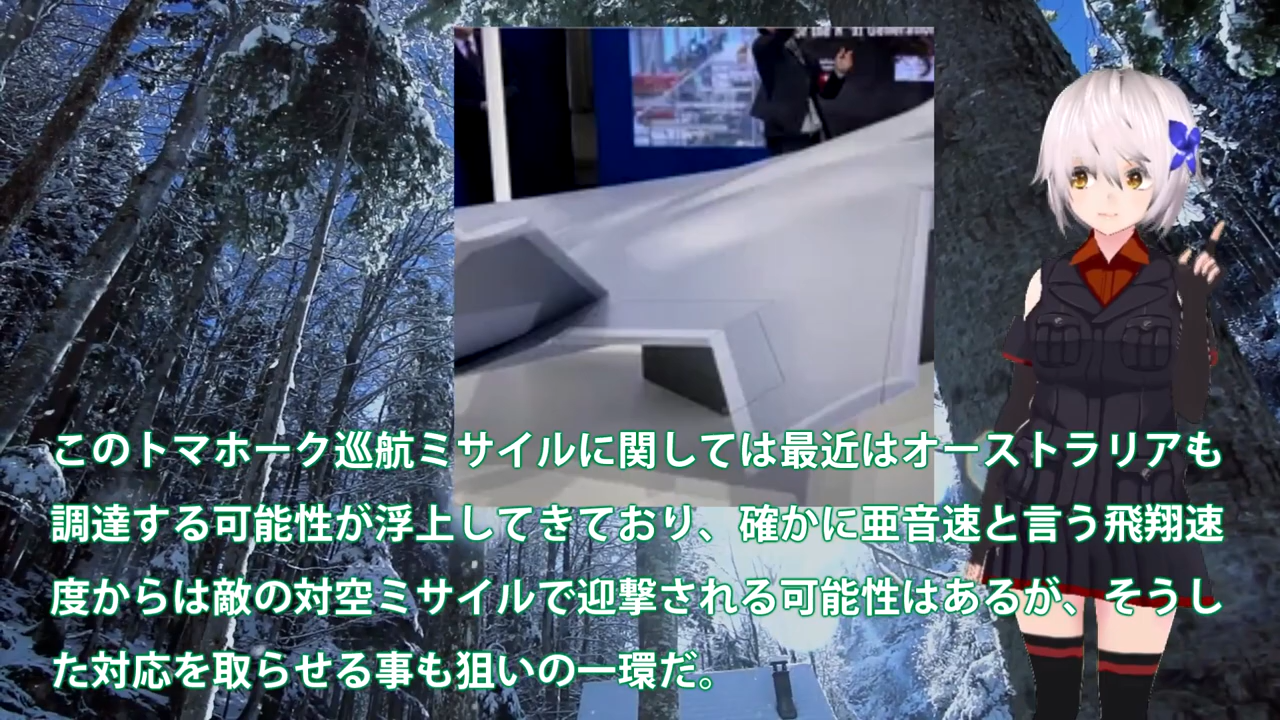 このトマホーク巡航ミサイルに関しては最近はオーストラリアも
調達する可能性が浮上してきており、確かに亜音速と言う飛翔速
度からは敵の対空ミサイルで迎撃される可能性はあるが、そうし
た対応を取らせる事も狙いの一環だ。